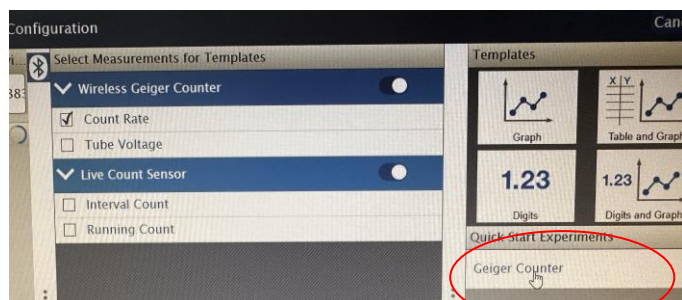 Configuration
Select Measurements for Templates
Wireless Geiger Counter
Count Rate
Tube Voltage
Live Count Sensor
Interval Count
Running Count
Templates
X Y
Graph
Table and Graph
1.23
1.23
Digits
Digits and Graph
Quick Start Experiments
Geiger Counter